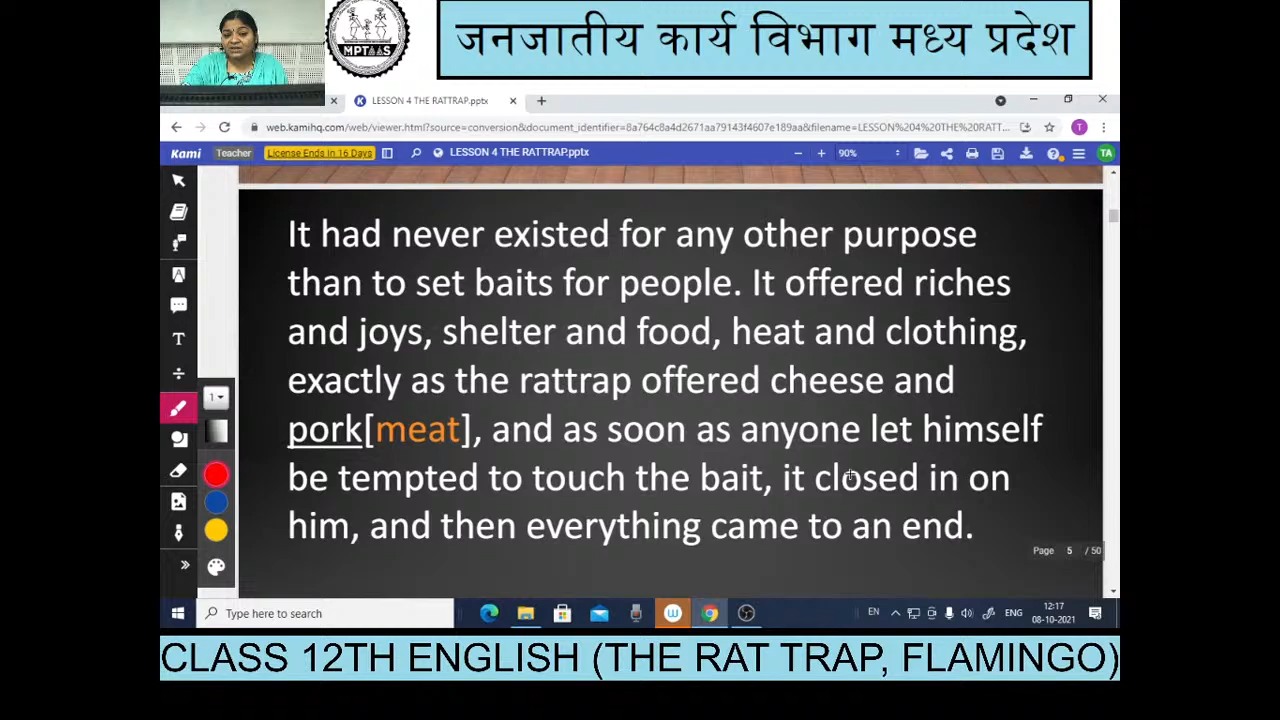 MPTAAS
जनजातीय कार्य विभाग मध्य प्रदेश
LESSON 4 THE RATTRAP.pptx
web.kamihq.com/web/viewer.html?source=conversion&document_identifier=8a764c8a4d2671aa79143f4607e189aa&filename=LESSON%204%20THE%20RATT...
T
Kami Teacher License Ends In 16 Days LESSON 4 THE RATTRAP.pptx 90% TA
It had never existed for any other purpose
than to set baits for people. It offered riches
and joys, shelter and food, heat and clothing,
exactly as the rattrap offered cheese and
pork[meat], and as soon as anyone let himself
be tempted to touch the bait, it closed in on
him, and then everything came to an end.
1
Page 5 / 50
Type here to search
EN ENG 12:17
08-10-2021
CLASS 12TH ENGLISH (THE RAT TRAP, FLAMINGO)